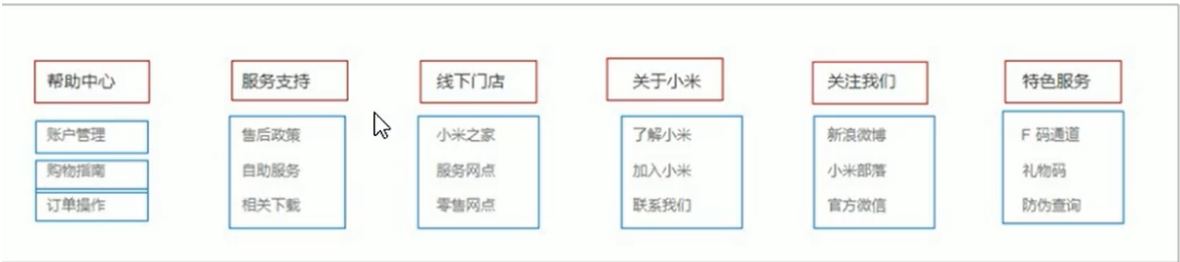 帮助中心 服务支持 线下门店 关于小米 关注我们 特色服务
账户管理 售后政策 小米之家 了解小米 新浪微博 F 码通道
购物指南 自助服务 服务网点 加入小米 小米部落 礼物码
订单操作 相关下载 零售网点 联系我们 官方微信 防伪查询